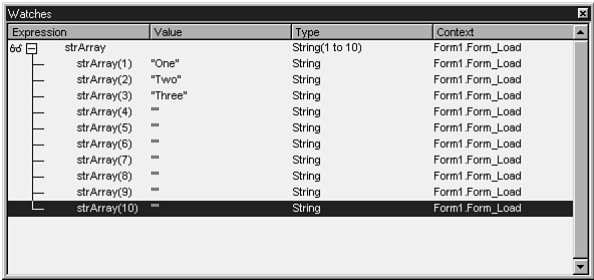 Watches
Expression Value Type Context
strArray String(1 to 10) Form1.Form_Load
strArray(1) "One" String Form1.Form_Load
strArray(2) "Two" String Form1.Form_Load
strArray(3) "Three" String Form1.Form_Load
strArray(4) "" String Form1.Form_Load
strArray(5) "" String Form1.Form_Load
strArray(6) "" String Form1.Form_Load
strArray(7) "" String Form1.Form_Load
strArray(8) "" String Form1.Form_Load
strArray(9) "" String Form1.Form_Load
strArray(10) "" String Form1.Form_Load